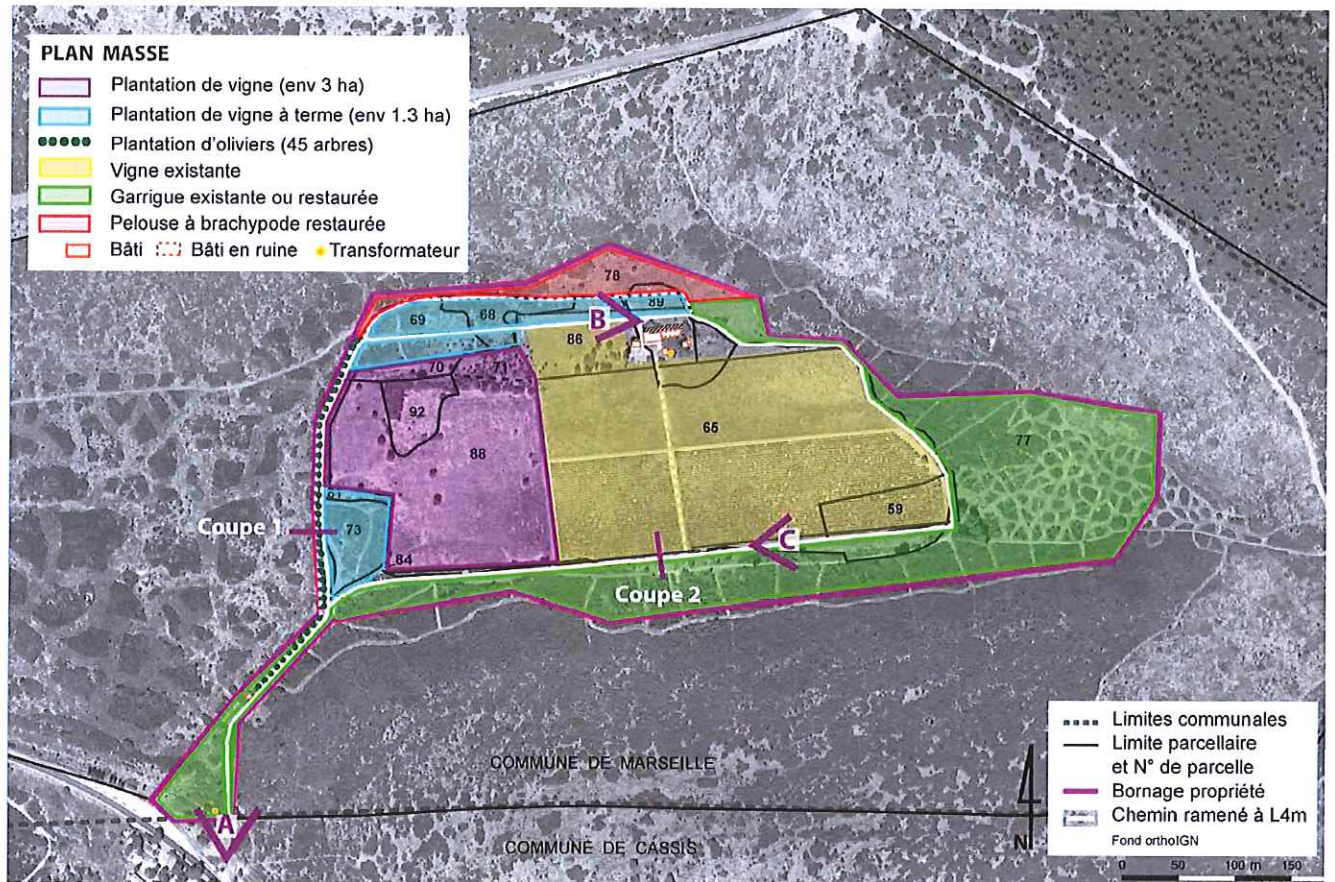 PLAN MASSE
Plantation de vigne (env 3 ha)
Plantation de vigne à terme (env 1.3 ha)
Plantation d'oliviers (45 arbres)
Vigne existante
Garrigue existante ou restaurée
Pelouse à brachypode restaurée
Bâti Bâti en ruine Transformateur
78
69
68
89
B
86
70
71
92
88
65
77
59
Coupe 1
73
84
C
Coupe 2
COMMUNE DE MARSEILLE
A
COMMUNE DE CASSIS
N
Limites communales
Limite parcellaire
et N° de parcelle
Bornage propriété
Chemin ramené à L4m
Fond orthoIGN
0 50 100 m 150